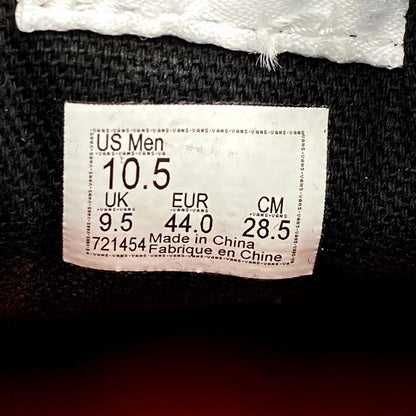 US Men
10.5
UK EUR CM
9.5 44.0 28.5
721454 Made in China
Fabrique en Chine